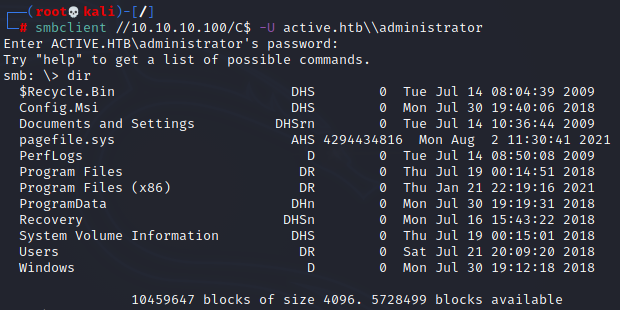 ┌──(root💀kali)-[/]
└─# smbclient //10.10.10.100/C$ -U active.htb\\administrator
Enter ACTIVE.HTB\administrator's password:
Try "help" to get a list of possible commands.
smb: \> dir
  $Recycle.Bin                      DHS        0  Tue Jul 14 08:04:39 2009
  Config.Msi                        DHS        0  Mon Jul 30 19:40:06 2018
  Documents and Settings          DHSrn        0  Tue Jul 14 10:36:44 2009
  pagefile.sys                      AHS 4294434816  Mon Aug  2 11:30:41 2021
  PerfLogs                            D        0  Tue Jul 14 08:50:08 2009
  Program Files                      DR        0  Thu Jul 19 00:14:51 2018
  Program Files (x86)                DR        0  Thu Jan 21 22:19:16 2021
  ProgramData                       DHn        0  Mon Jul 30 19:19:31 2018
  Recovery                         DHSn        0  Mon Jul 16 15:43:22 2018
  System Volume Information         DHS        0  Thu Jul 19 00:15:01 2018
  Users                              DR        0  Sat Jul 21 20:09:20 2018
  Windows                             D        0  Mon Jul 30 19:12:18 2018
                10459647 blocks of size 4096. 5728499 blocks available